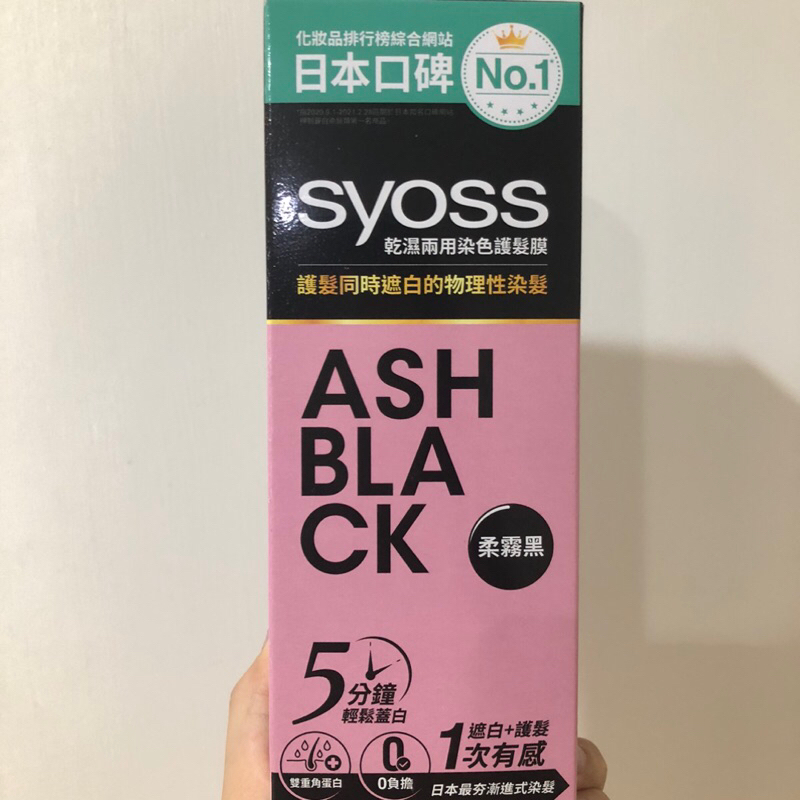 化妝品排行榜綜合網站
日本口碑
No.1
syoss
乾濕兩用染色護髮膜
護髮同時遮白的物理性染髮
ASH
BLA
CK
柔霧黑
5分鐘
輕鬆蓋白
雙重角蛋白
0
0負擔
遮白+護髮
1次有感
日本最夯漸進式染髮